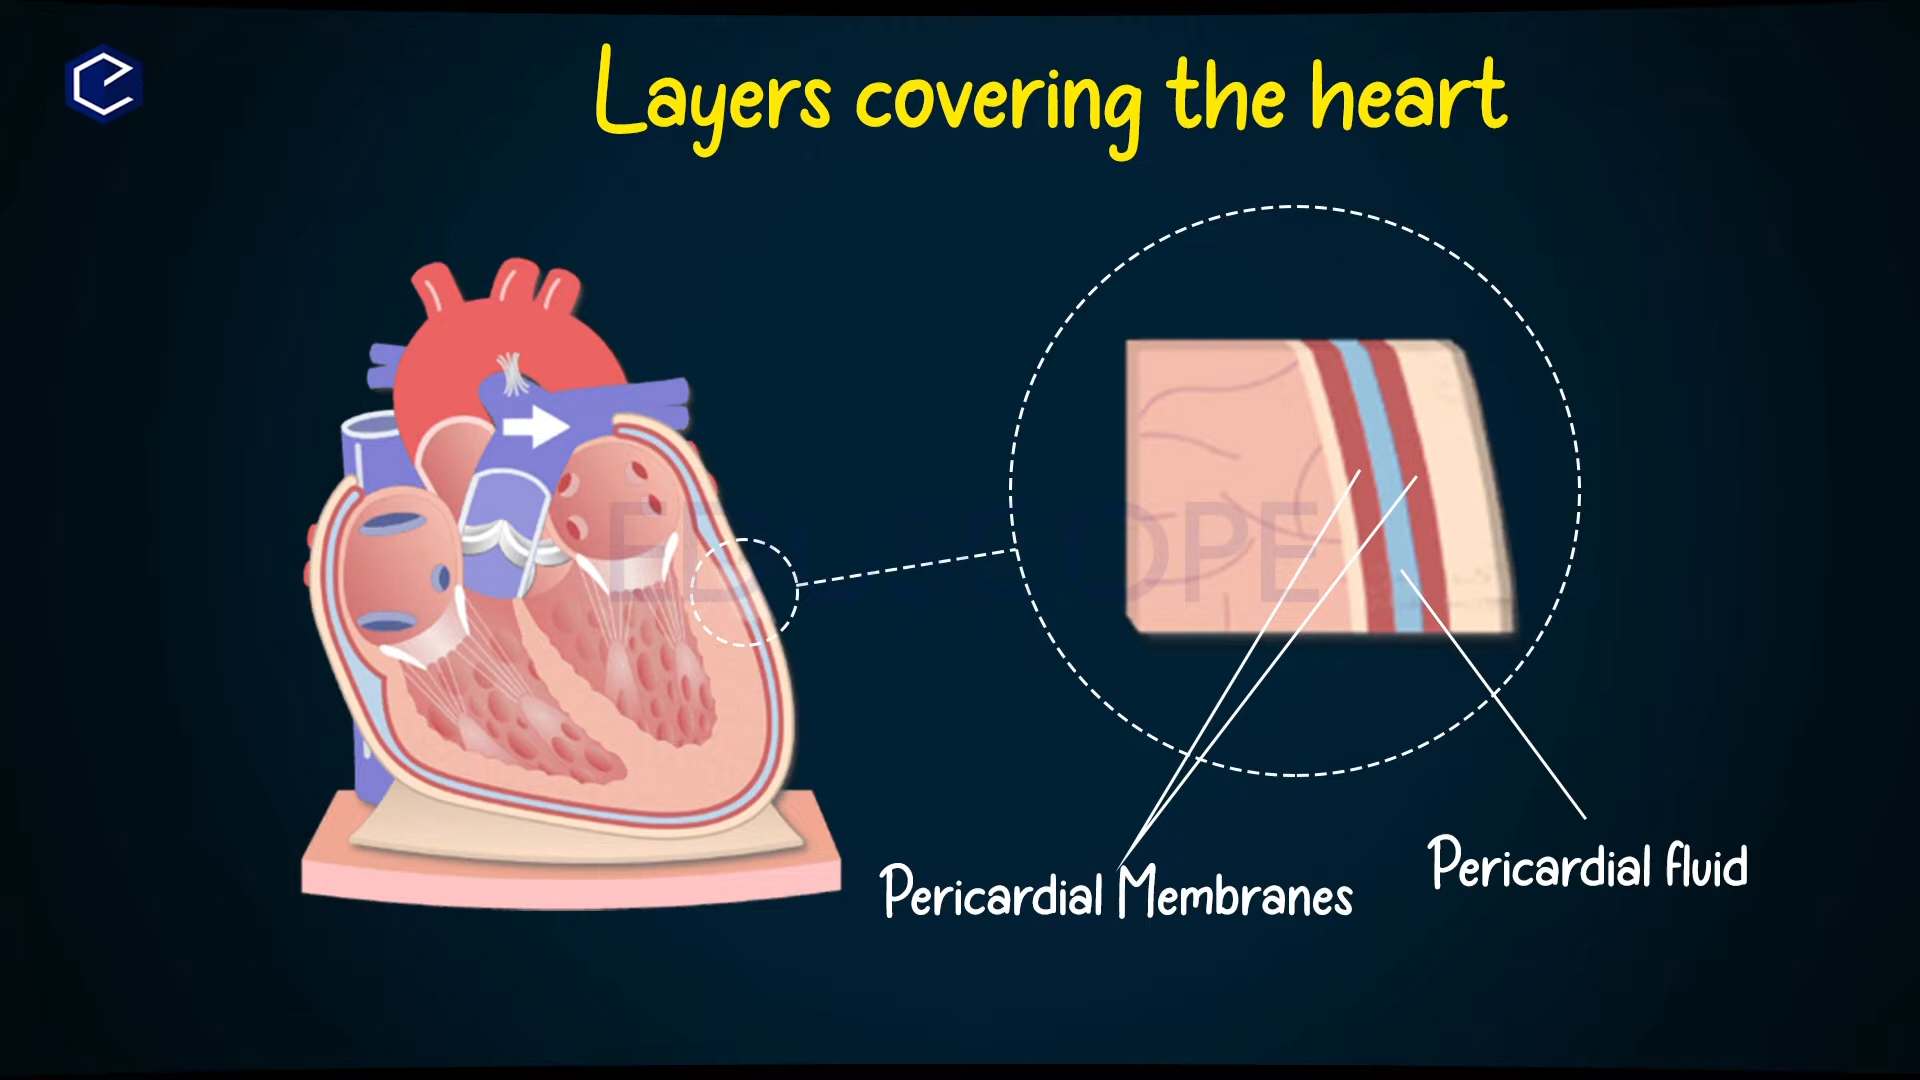 Layers covering the heart
Pericardial Membranes
Pericardial fluid